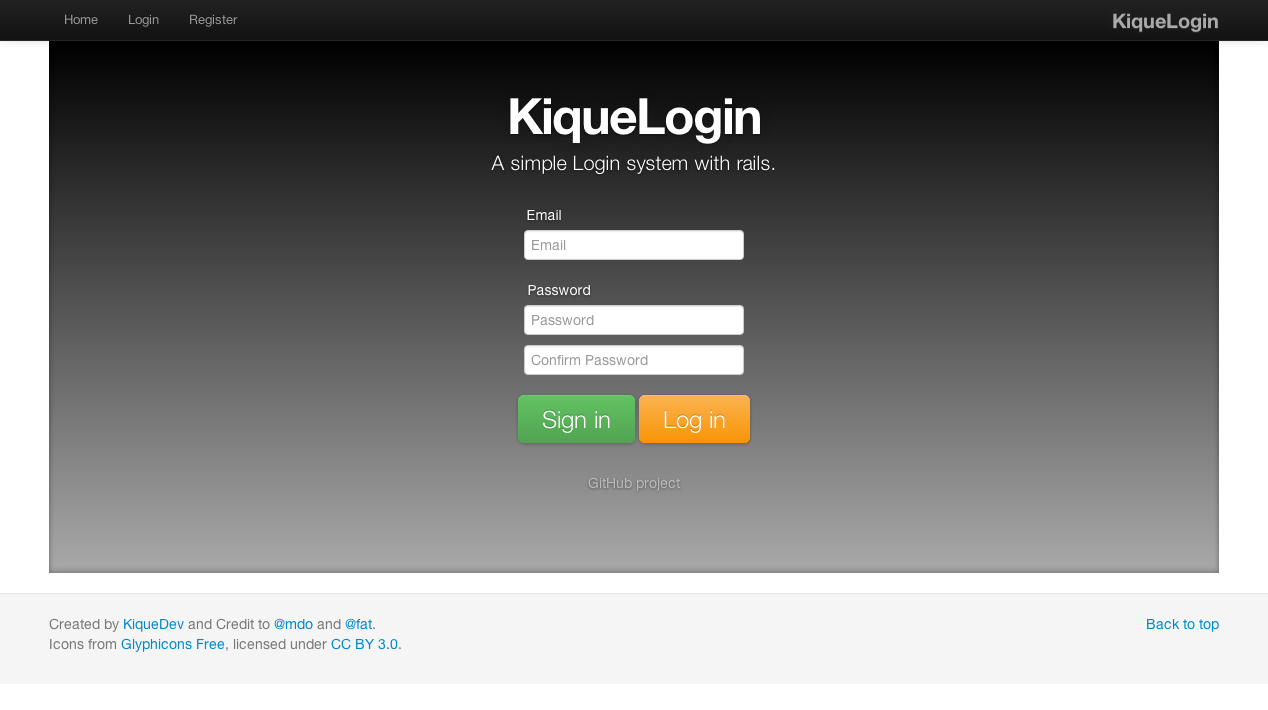 Home Login Register KiqueLogin
KiqueLogin
A simple Login system with rails.
Email
Email
Password
Password
Confirm Password
Sign in Log in
GitHub project
Created by KiqueDev and Credit to @mdo and @fat. Back to top
Icons from Glyphicons Free, licensed under CC BY 3.0.